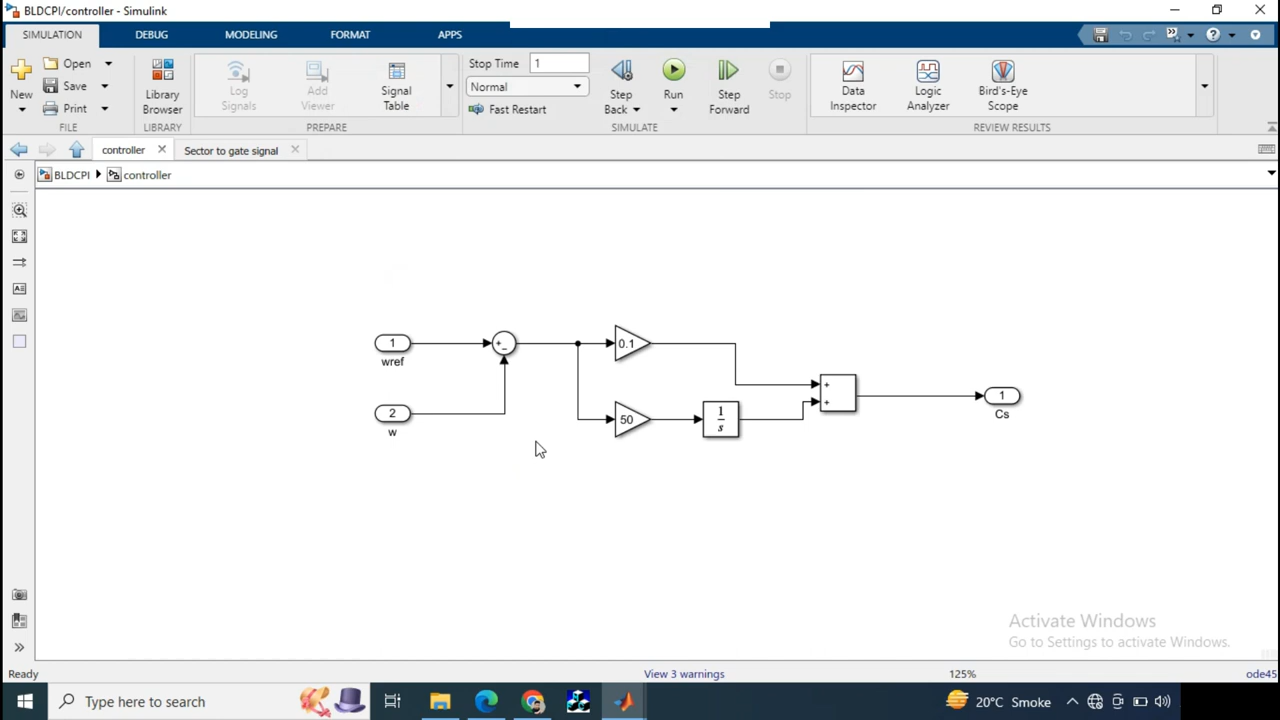 BLDCPI/controller - Simulink
SIMULATION DEBUG MODELING FORMAT APPS
New
Open
Save
Print
FILE
Library Browser
LIBRARY
Log Signals
Add Viewer
Signal Table
PREPARE
Stop Time 1
Normal
Fast Restart
Step Back
Run
Step Forward
Stop
SIMULATE
Data Inspector
Logic Analyzer
Bird's-Eye Scope
REVIEW RESULTS
controller
Sector to gate signal
BLDCPI controller
1
wref
+
-
0.1
2
w
50
1
s
+
+
1
Cs
Activate Windows
Go to Settings to activate Windows.
Ready
View 3 warnings
125%
ode45
Type here to search
20°C Smoke